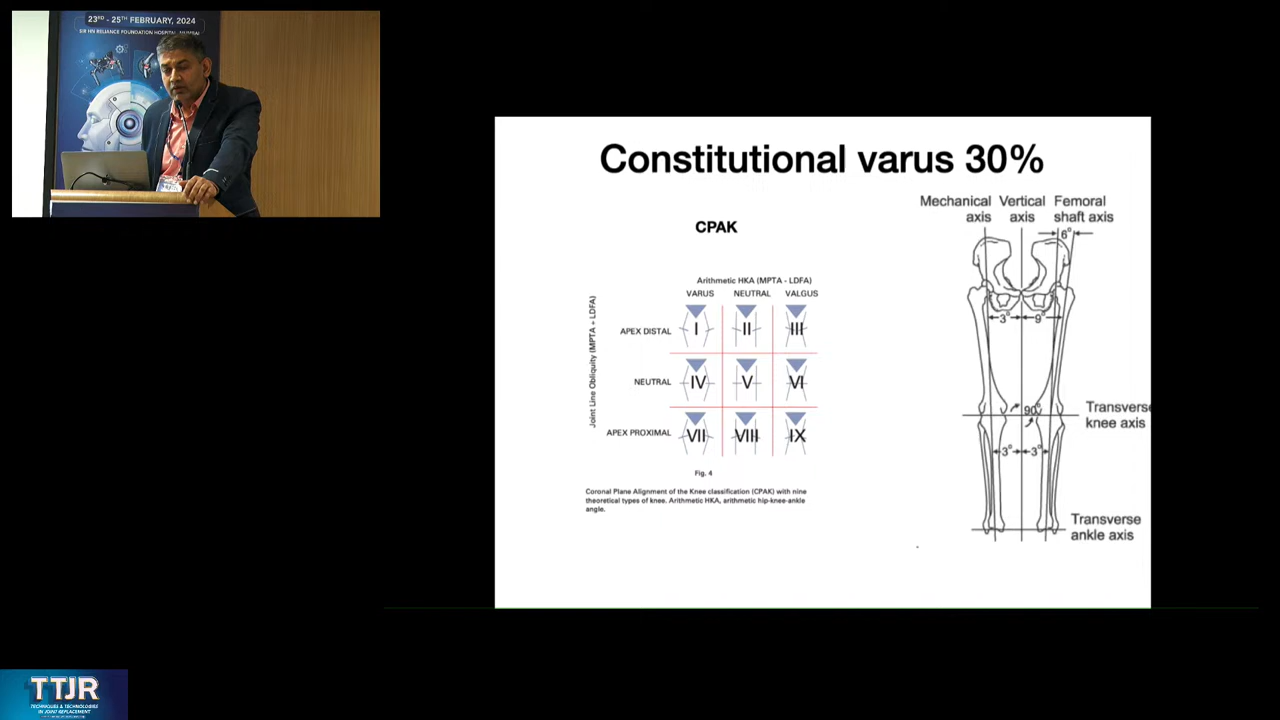 23RD - 25TH FEBRUARY, 2024
SIR HN RELIANCE FOUNDATION HOSPITAL, MUMBAI
Constitutional varus 30%
CPAK
Arithmetic HKA (MPTA - LDFA)
VARUS NEUTRAL VALGUS
Joint Line Obliquity (MPTA + LDFA)
APEX DISTAL I II III
NEUTRAL IV V VI
APEX PROXIMAL VII VIII IX
Fig. 4
Coronal Plane Alignment of the Knee classification (CPAK) with nine
theoretical types of knee. Arithmetic HKA, arithmetic hip-knee-ankle
angle.
Mechanical axis
Vertical axis
Femoral shaft axis
6°
3° 9°
90°
Transverse
knee axis
3° 3°
Transverse
ankle axis
TTJR
TECHNIQUES & TECHNOLOGIES
IN JOINT REPLACEMENT